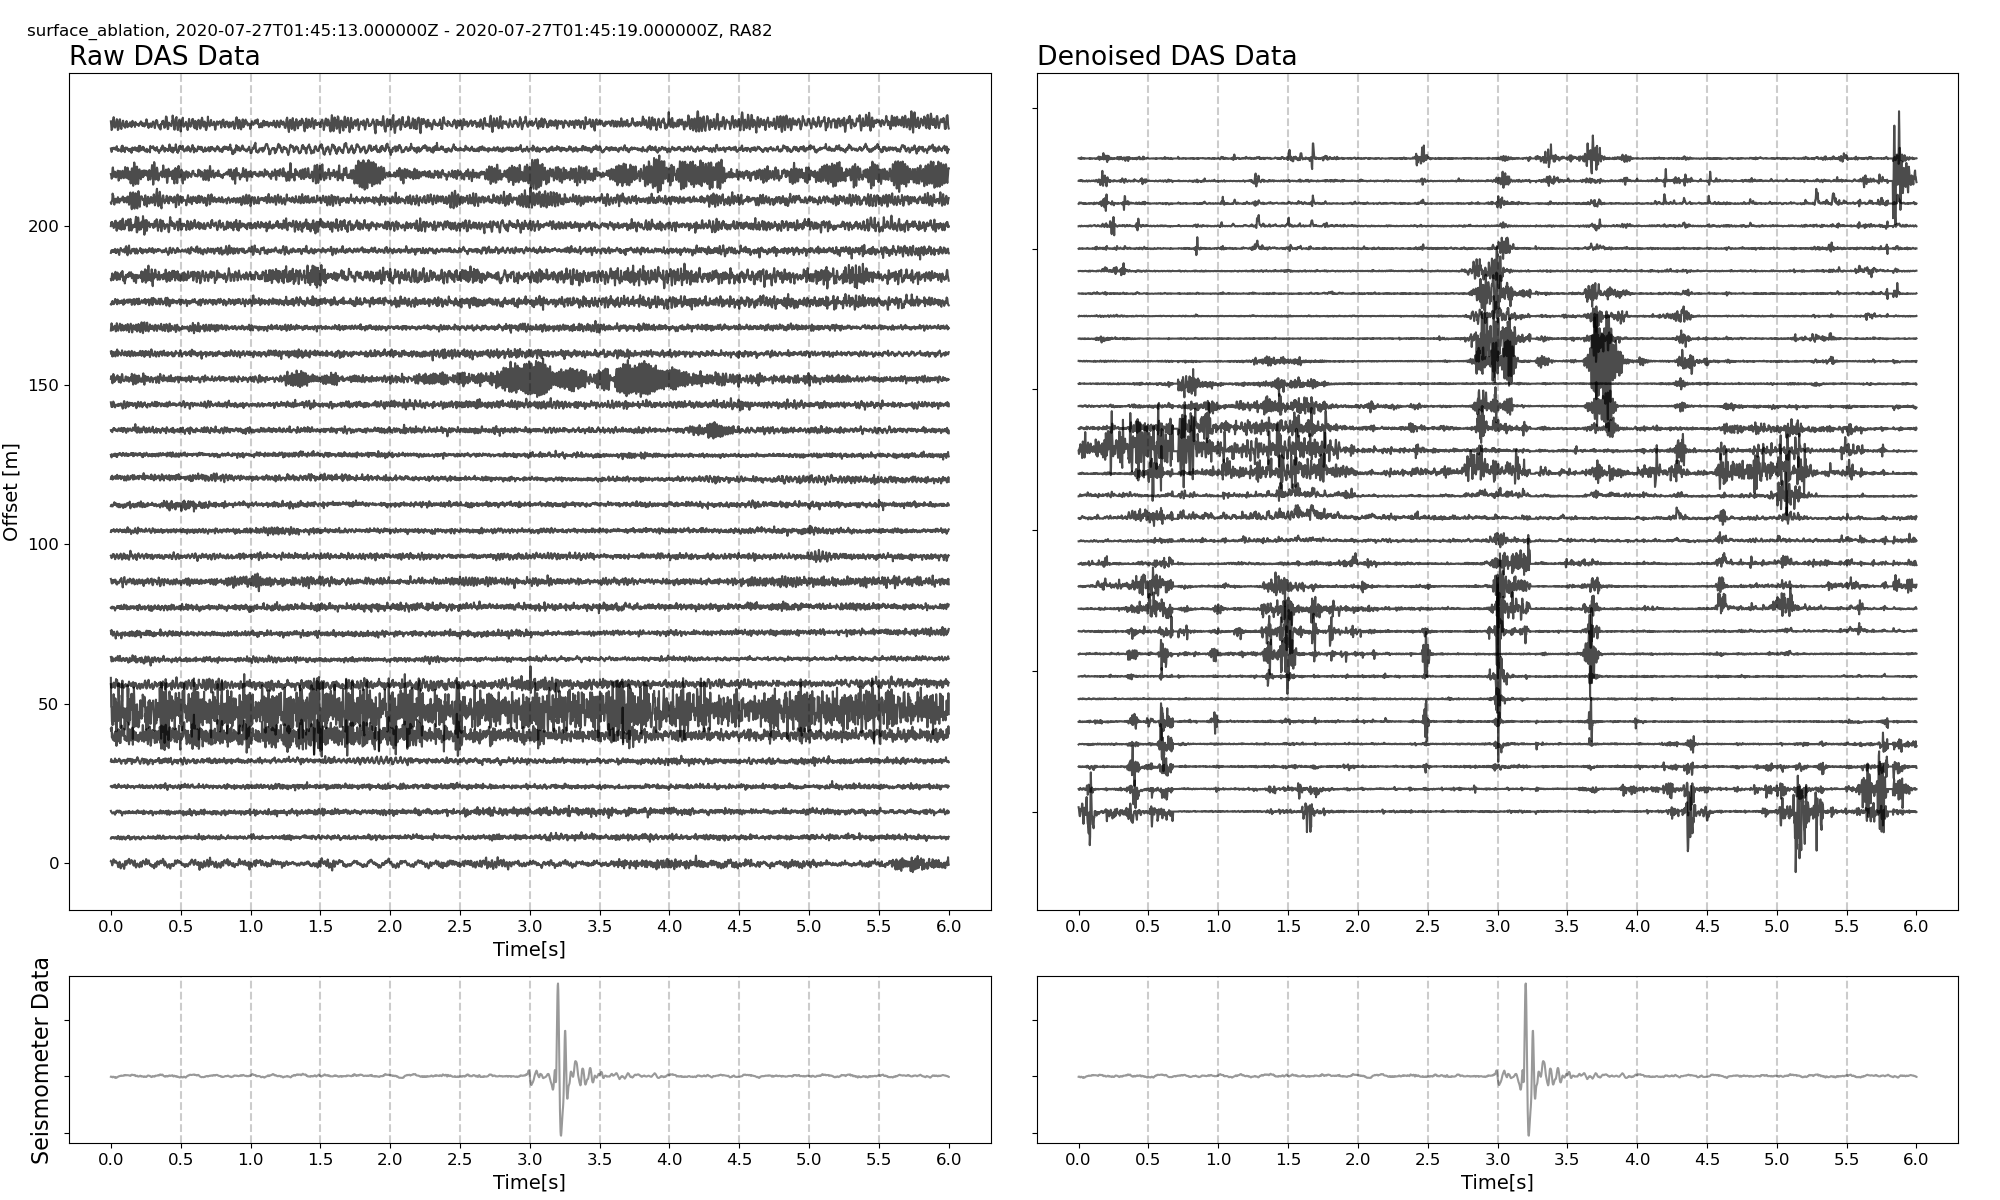 surface_ablation, 2020-07-27T01:45:13.000000Z - 2020-07-27T01:45:19.000000Z, RA82
Raw DAS Data
Denoised DAS Data
Offset [m]
200
150
100
50
0
0.0 0.5 1.0 1.5 2.0 2.5 3.0 3.5 4.0 4.5 5.0 5.5 6.0
0.0 0.5 1.0 1.5 2.0 2.5 3.0 3.5 4.0 4.5 5.0 5.5 6.0
Time[s]
Seismometer Data
0.0 0.5 1.0 1.5 2.0 2.5 3.0 3.5 4.0 4.5 5.0 5.5 6.0
0.0 0.5 1.0 1.5 2.0 2.5 3.0 3.5 4.0 4.5 5.0 5.5 6.0
Time[s]
Time[s]